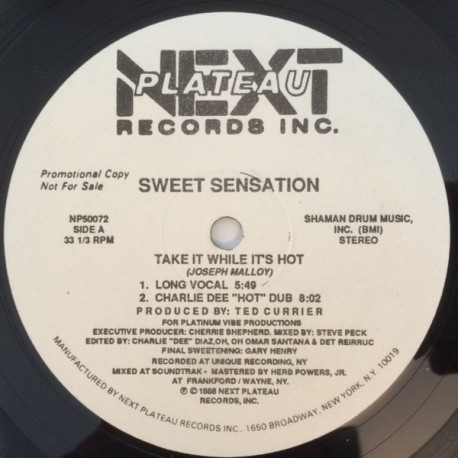 NEXT
PLATEAU
RECORDS INC.
Promotional Copy
Not For Sale
SWEET SENSATION
NP50072
SIDE A
33 1/3 RPM
SHAMAN DRUM MUSIC,
INC. (BMI)
STEREO
TAKE IT WHILE IT'S HOT
(JOSEPH MALLOY)
1. LONG VOCAL 5:49
2. CHARLIE DEE "HOT" DUB 8:02
PRODUCED BY: TED CURRIER
FOR PLATINUM VIBE PRODUCTIONS
EXECUTIVE PRODUCER: CHERRIE SHEPHERD. MIXED BY: STEVE PECK
EDITED BY: CHARLIE "DEE" DIAZ,OH, OH OMAR SANTANA & DET REIRRUC
FINAL SWEETENING: GARY HENRY
RECORDED AT UNIQUE RECORDING, NY
MIXED AT SOUNDTRAK • MASTERED BY HERB POWERS, JR.
AT FRANKFORD / WAYNE, NY.
℗ © 1988 NEXT PLATEAU
RECORDS, INC.
MANUFACTURED BY NEXT PLATEAU RECORDS INC., 1650 BROADWAY, NEW YORK, N.Y. 10019